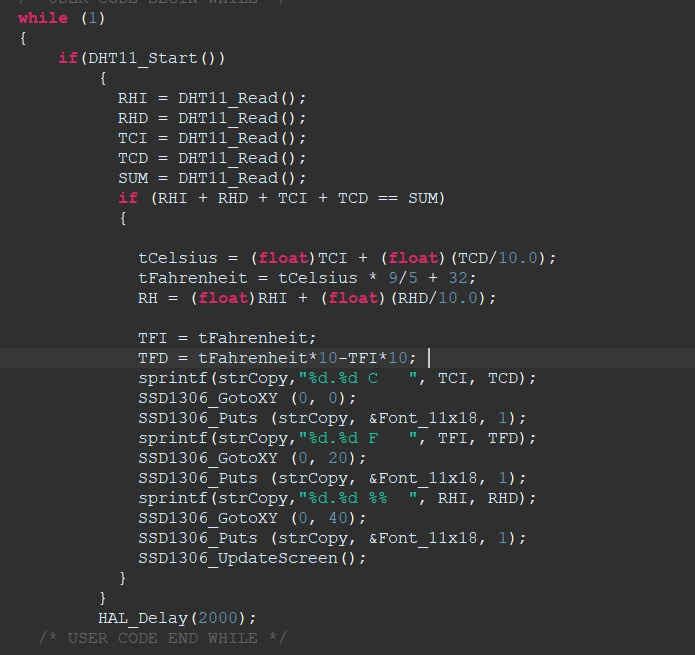 /* USER CODE BEGIN WHILE */
while (1)
{
if(DHT11_Start())
{
RHI = DHT11_Read();
RHD = DHT11_Read();
TCI = DHT11_Read();
TCD = DHT11_Read();
SUM = DHT11_Read();
if (RHI + RHD + TCI + TCD == SUM)
{
tCelsius = (float)TCI + (float)(TCD/10.0);
tFahrenheit = tCelsius * 9/5 + 32;
RH = (float)RHI + (float)(RHD/10.0);
TFI = tFahrenheit;
TFD = tFahrenheit*10-TFI*10;
sprintf(strCopy,"%d.%d C   ", TCI, TCD);
SSD1306_GotoXY (0, 0);
SSD1306_Puts (strCopy, &Font_11x18, 1);
sprintf(strCopy,"%d.%d F   ", TFI, TFD);
SSD1306_GotoXY (0, 20);
SSD1306_Puts (strCopy, &Font_11x18, 1);
sprintf(strCopy,"%d.%d %%  ", RHI, RHD);
SSD1306_GotoXY (0, 40);
SSD1306_Puts (strCopy, &Font_11x18, 1);
SSD1306_UpdateScreen();
}
}
HAL_Delay(2000);
/* USER CODE END WHILE */